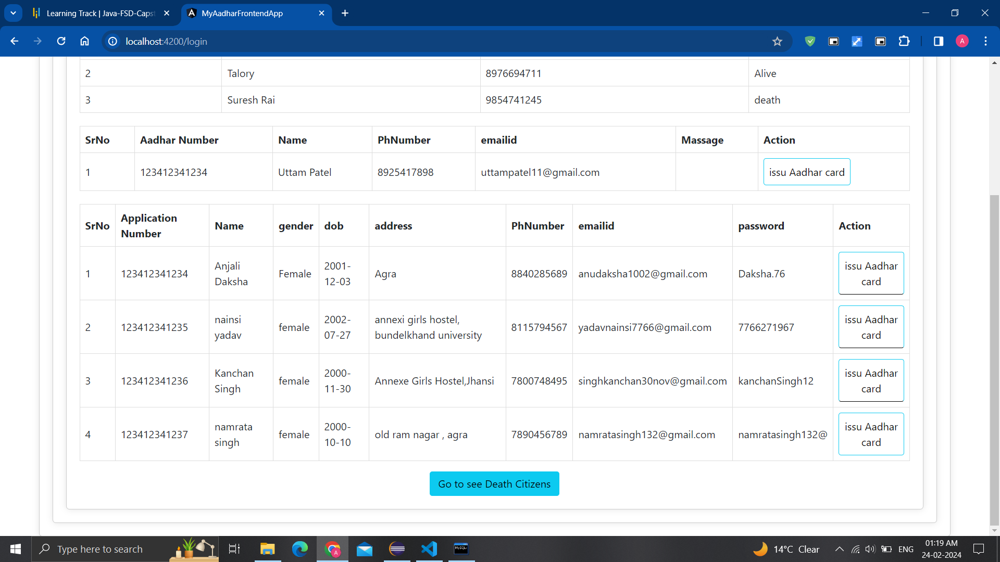 Learning Track | Java-FSD-Capst
MyAadharFrontendApp
localhost:4200/login
A
2 Talory 8976694711 Alive
3 Suresh Rai 9854741245 death
SrNo Aadhar Number Name PhNumber emailid Massage Action
1 123412341234 Uttam Patel 8925417898 uttampatel11@gmail.com issu Aadhar card
SrNo Application Number Name gender dob address PhNumber emailid password Action
1 123412341234 Anjali Daksha Female 2001-12-03 Agra 8840285689 anudaksha1002@gmail.com Daksha.76 issu Aadhar card
2 123412341235 nainsi yadav female 2002-07-27 annexi girls hostel, bundelkhand university 8115794567 yadavnainsi7766@gmail.com 7766271967 issu Aadhar card
3 123412341236 Kanchan Singh female 2000-11-30 Annexe Girls Hostel,Jhansi 7800748495 singhkanchan30nov@gmail.com kanchanSingh12 issu Aadhar card
4 123412341237 namrata singh female 2000-10-10 old ram nagar , agra 7890456789 namratasingh132@gmail.com namratasingh132@ issu Aadhar card
Go to see Death Citizens
Type here to search
14°C Clear
ENG
01:19 AM
24-02-2024